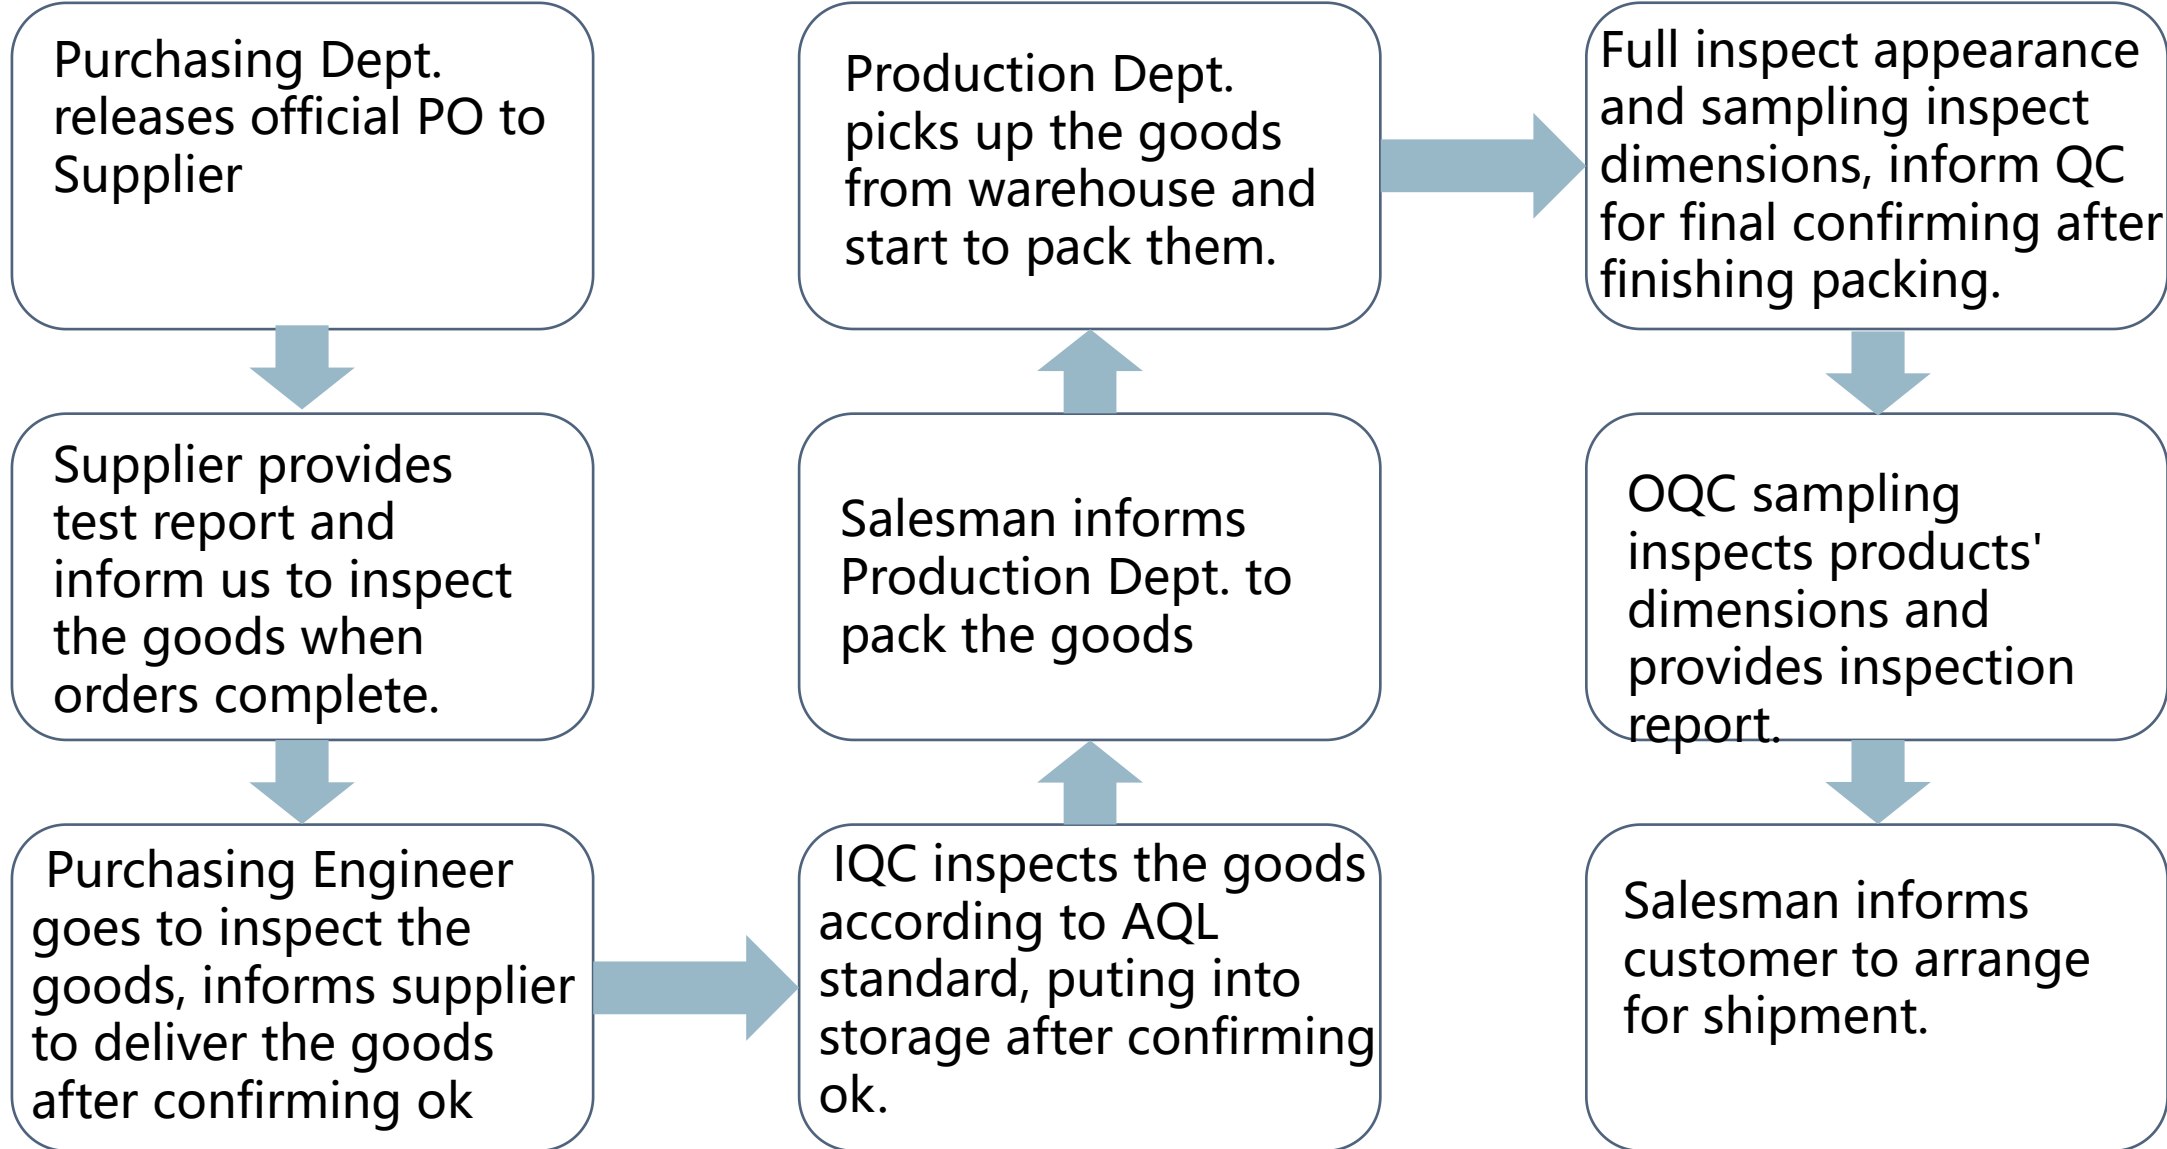 Purchasing Dept.
releases official PO to
Supplier
Supplier provides
test report and
inform us to inspect
the goods when
orders complete.
Purchasing Engineer
goes to inspect the
goods, informs supplier
to deliver the goods
after confirming ok
IQC inspects the goods
according to AQL
standard, puting into
storage after confirming
ok.
Salesman informs
Production Dept. to
pack the goods
Production Dept.
picks up the goods
from warehouse and
start to pack them.
Full inspect appearance
and sampling inspect
dimensions, inform QC
for final confirming after
finishing packing.
OQC sampling
inspects products'
dimensions and
provides inspection
report.
Salesman informs
customer to arrange
for shipment.